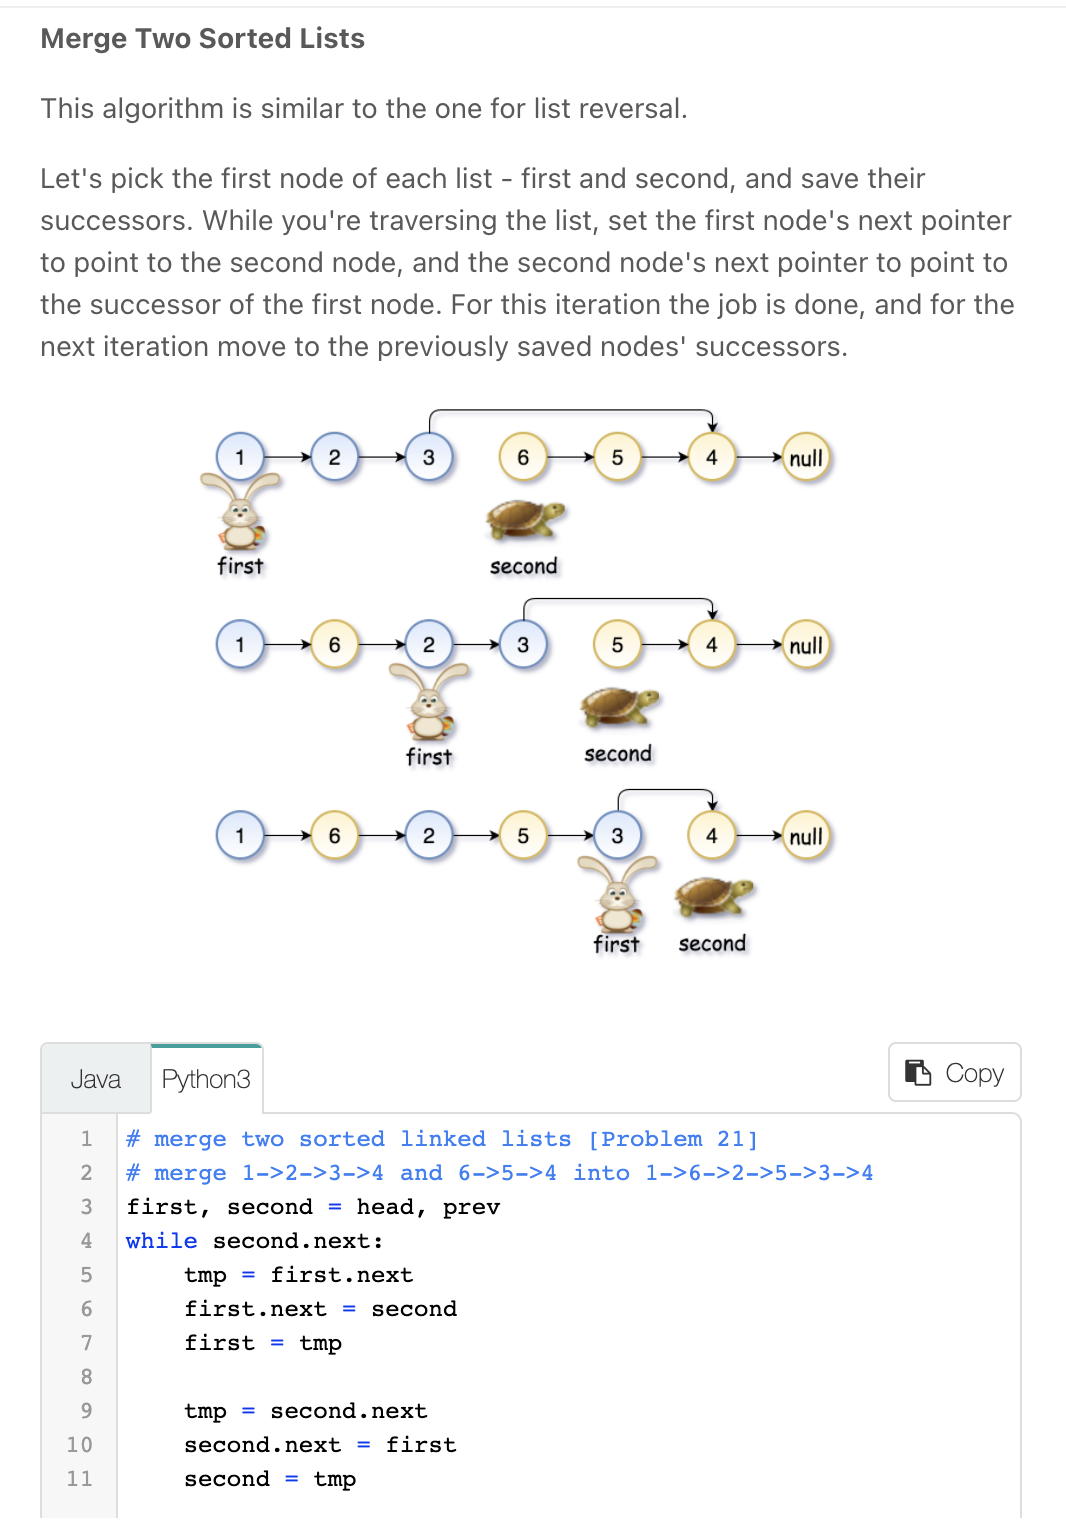 Merge Two Sorted Lists
This algorithm is similar to the one for list reversal.
Let's pick the first node of each list - first and second, and save their
successors. While you're traversing the list, set the first node's next pointer
to point to the second node, and the second node's next pointer to point to
the successor of the first node. For this iteration the job is done, and for the
next iteration move to the previously saved nodes' successors.
1 2 3 6 5 4 null
first second
1 6 2 3 5 4 null
first second
1 6 2 5 3 4 null
first second
Java Python3 Copy
1 # merge two sorted linked lists [Problem 21]
2 # merge 1->2->3->4 and 6->5->4 into 1->6->2->5->3->4
3 first, second = head, prev
4 while second.next:
5     tmp = first.next
6     first.next = second
7     first = tmp
8
9     tmp = second.next
10     second.next = first
11     second = tmp